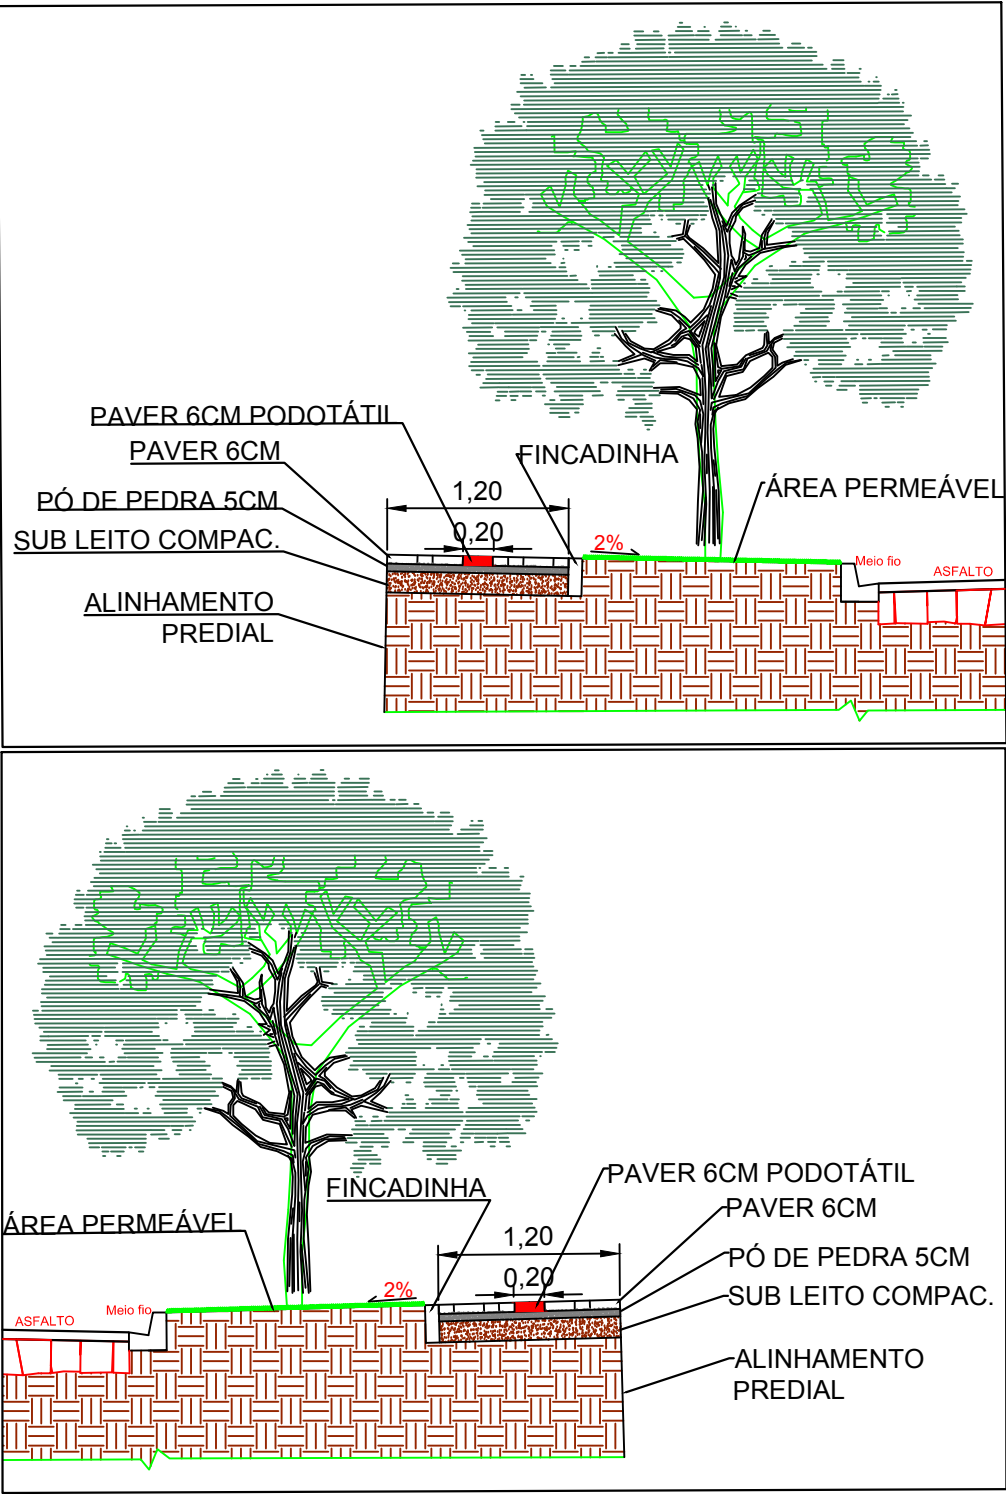 PAVER 6CM PODOTÁTIL
PAVER 6CM
FINCADINHA
PÓ DE PEDRA 5CM
1,20
ÁREA PERMEÁVEL
SUB LEITO COMPAC.
0,20
2%
Meio fio
ASFALTO
ALINHAMENTO
PREDIAL
FINCADINHA
PAVER 6CM PODOTÁTIL
PAVER 6CM
ÁREA PERMEÁVEL
1,20
PÓ DE PEDRA 5CM
0,20
2%
SUB LEITO COMPAC.
Meio fio
ASFALTO
ALINHAMENTO
PREDIAL